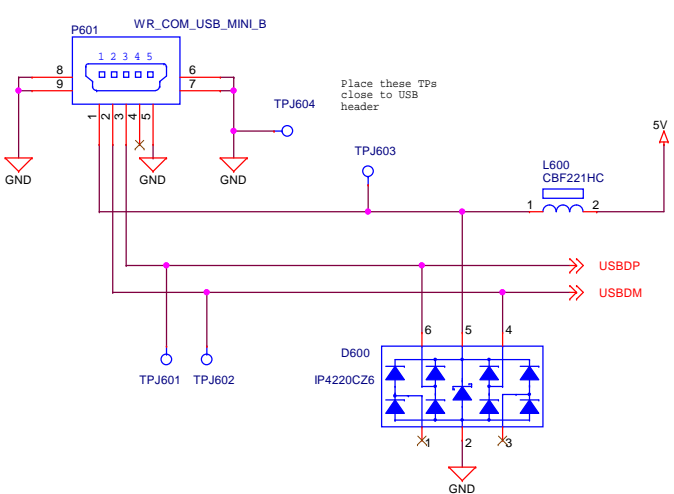 WR_COM_USB_MINI_B
P601
1 2 3 4 5
8
9
6
7
Place these TPs
close to USB
header
TPJ604
1
2
3
4
5
5V
TPJ603
L600
CBF221HC
GND
GND
GND
1
2
USBDP
USBDM
6
5
4
D600
IP4220CZ6
TPJ601
TPJ602
1
2
3
GND